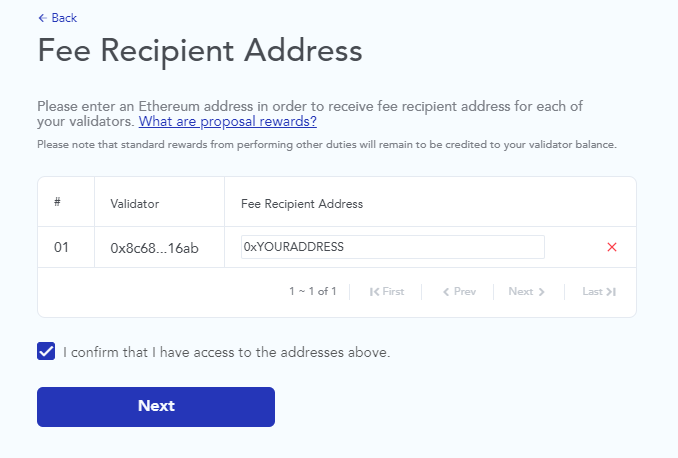 Back
Fee Recipient Address
Please enter an Ethereum address in order to receive fee recipient address for each of
your validators. What are proposal rewards?
Please note that standard rewards from performing other duties will remain to be credited to your validator balance.
# Validator Fee Recipient Address
01 0x8c68...16ab 0xYOURADDRESS
1 ~ 1 of 1 First Prev Next Last
I confirm that I have access to the addresses above.
Next